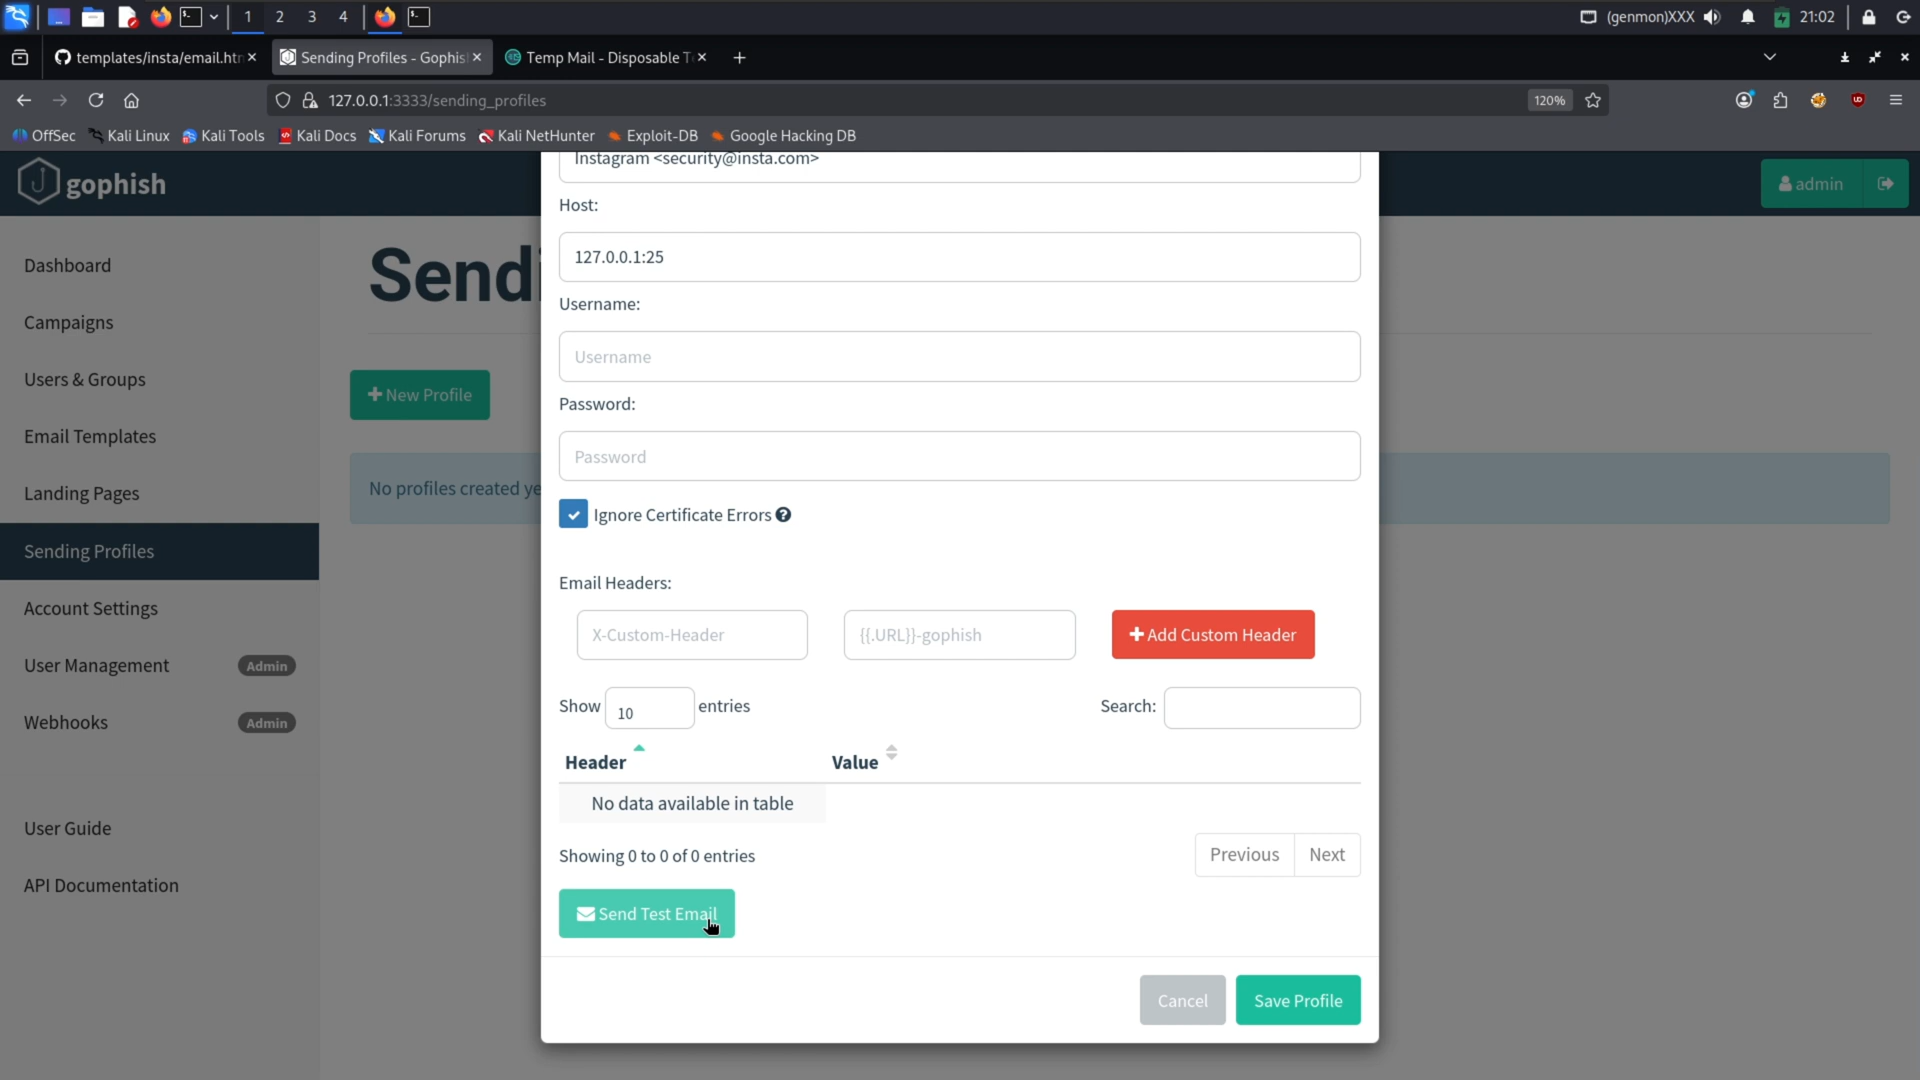 1 2 3 4 (genmon)XXX 21:02
templates/insta/email.htn Sending Profiles - Gophis Temp Mail - Disposable T
127.0.0.1:3333/sending_profiles 120%
OffSec Kali Linux Kali Tools Kali Docs Kali Forums Kali NetHunter Exploit-DB Google Hacking DB
gophish
admin
Dashboard
Campaigns
Users & Groups
Email Templates
Landing Pages
Sending Profiles
Account Settings
User Management Admin
Webhooks Admin
User Guide
API Documentation
Sendi
New Profile
No profiles created ye
Instagram <security@insta.com>
Host:
127.0.0.1:25
Username:
Username
Password:
Password
Ignore Certificate Errors
Email Headers:
X-Custom-Header {{.URL}}-gophish Add Custom Header
Show 10 entries Search:
Header Value
No data available in table
Showing 0 to 0 of 0 entries Previous Next
Send Test Email
Cancel Save Profile